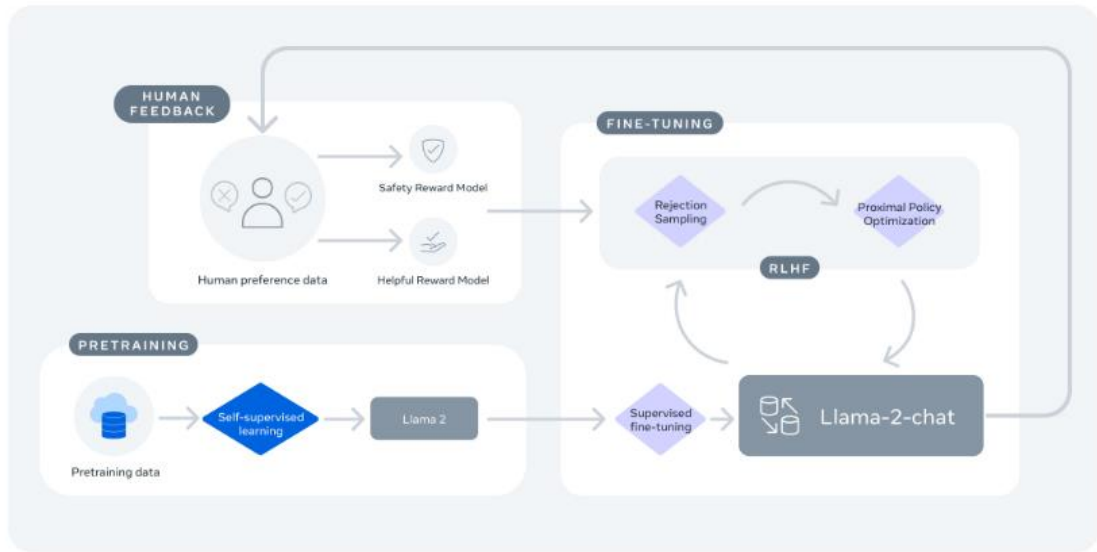 HUMAN
FEEDBACK
Safety Reward Model
Human preference data
Helpful Reward Model
FINE-TUNING
Rejection
Sampling
Proximal Policy
Optimization
RLHF
PRETRAINING
Pretraining data
Self-supervised
learning
Llama 2
Supervised
fine-tuning
Llama-2-chat